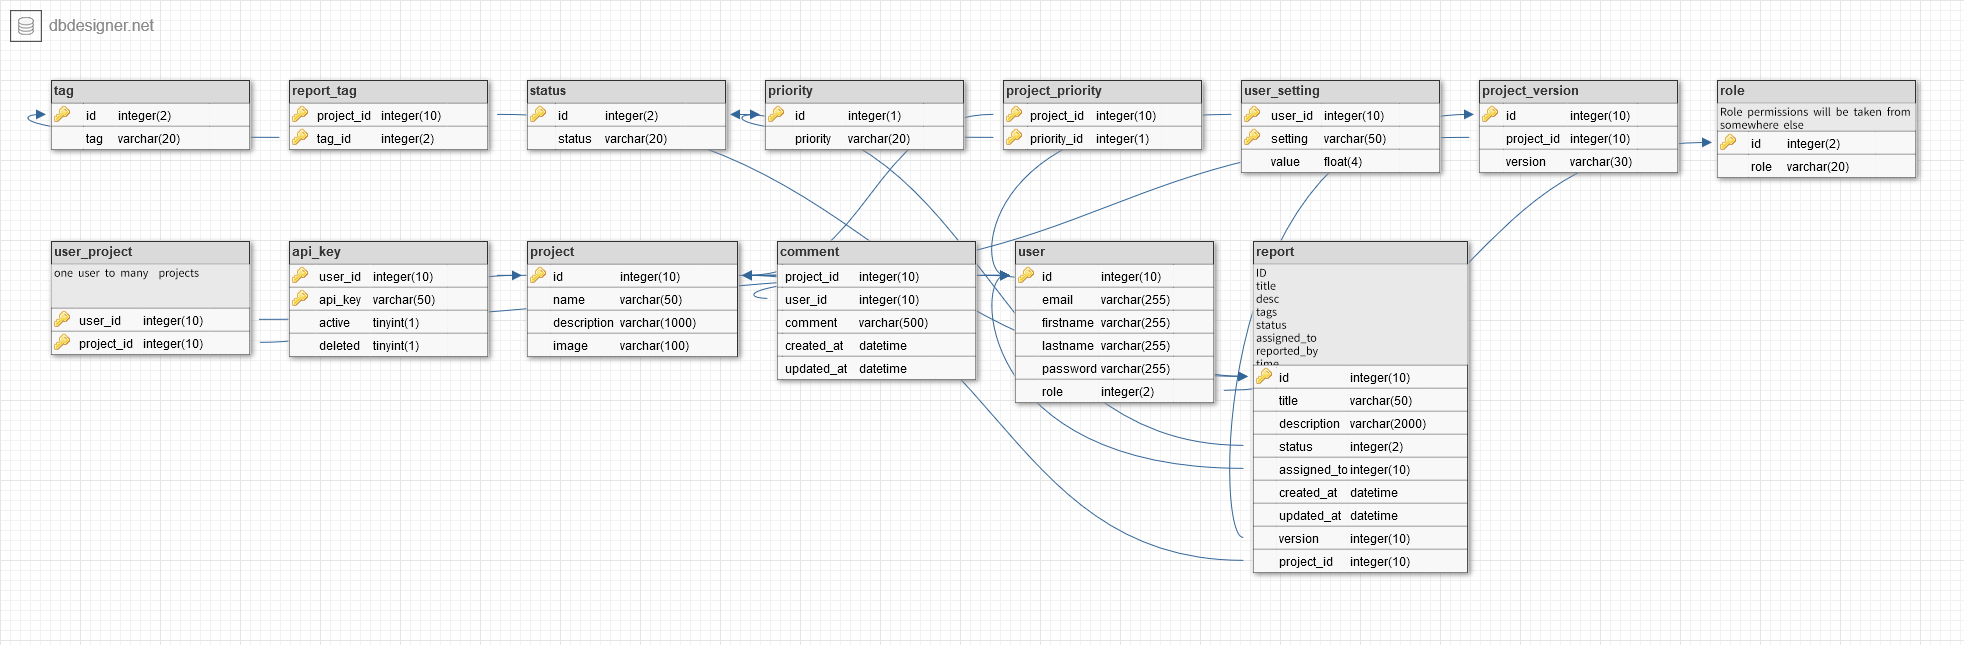 dbdesigner.net
tag
id integer(2)
tag varchar(20)
report_tag
project_id integer(10)
tag_id integer(2)
status
id integer(2)
status varchar(20)
priority
id integer(1)
priority varchar(20)
project_priority
project_id integer(10)
priority_id integer(1)
user_setting
user_id integer(10)
setting varchar(50)
value float(4)
project_version
id integer(10)
project_id integer(10)
version varchar(30)
role
Role permissions will be taken from
somewhere else
id integer(2)
role varchar(20)
user_project
one user to many projects
user_id integer(10)
project_id integer(10)
api_key
user_id integer(10)
api_key varchar(50)
active tinyint(1)
deleted tinyint(1)
project
id integer(10)
name varchar(50)
description varchar(1000)
image varchar(100)
comment
project_id integer(10)
user_id integer(10)
comment varchar(500)
created_at datetime
updated_at datetime
user
id integer(10)
email varchar(255)
firstname varchar(255)
lastname varchar(255)
password varchar(255)
role integer(2)
report
ID
title
desc
tags
status
assigned_to
reported_by
time
id integer(10)
title varchar(50)
description varchar(2000)
status integer(2)
assigned_to integer(10)
created_at datetime
updated_at datetime
version integer(10)
project_id integer(10)